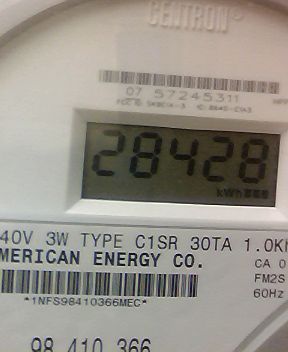 CENTRON®
07 57245311
28428
kWh
40V 3W TYPE C1SR 30TA 1.0K
MERICAN ENERGY CO.
CA 0
FM2S
*1NFS98410366MEC*
60Hz
98 410 366